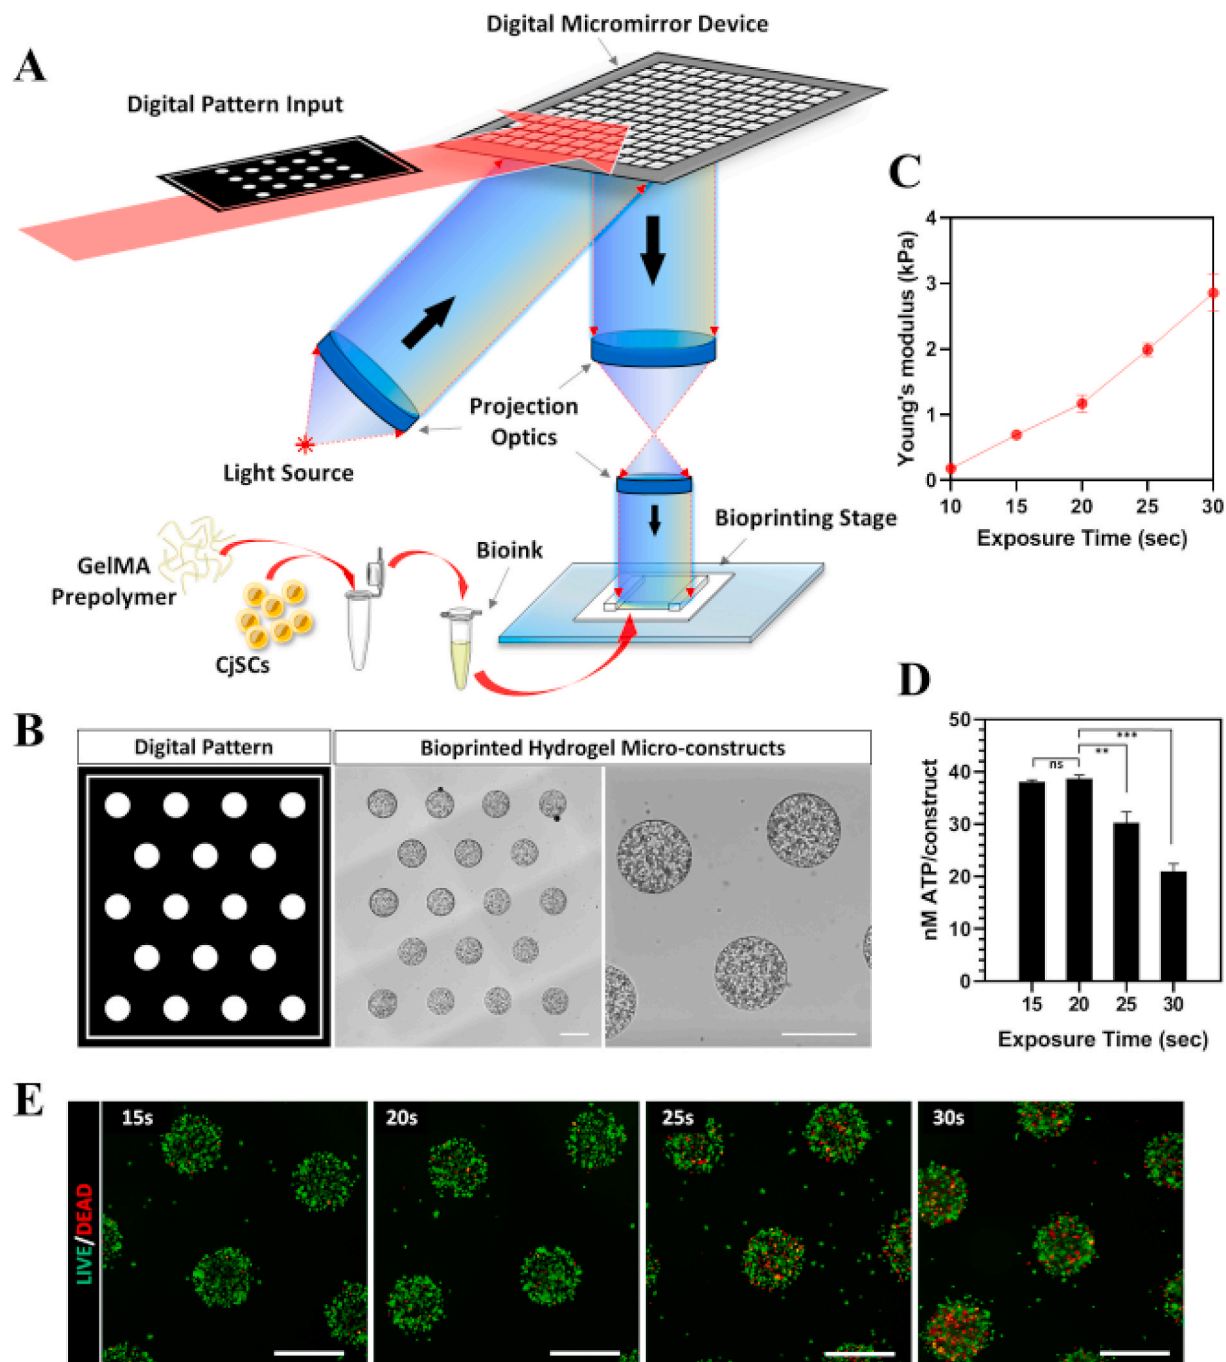 A
Digital Micromirror Device
Digital Pattern Input
Projection
Optics
Light Source
GelMA
Prepolymer
CjSCs
Bioink
Bioprinting Stage
C
Young's modulus (kPa)
4
3
2
1
0
10 15 20 25 30
Exposure Time (sec)
B
Digital Pattern
Bioprinted Hydrogel Micro-constructs
D
nM ATP/construct
50
40
30
20
10
0
ns
**
***
15 20 25 30
Exposure Time (sec)
E
LIVE/DEAD
15s
20s
25s
30s